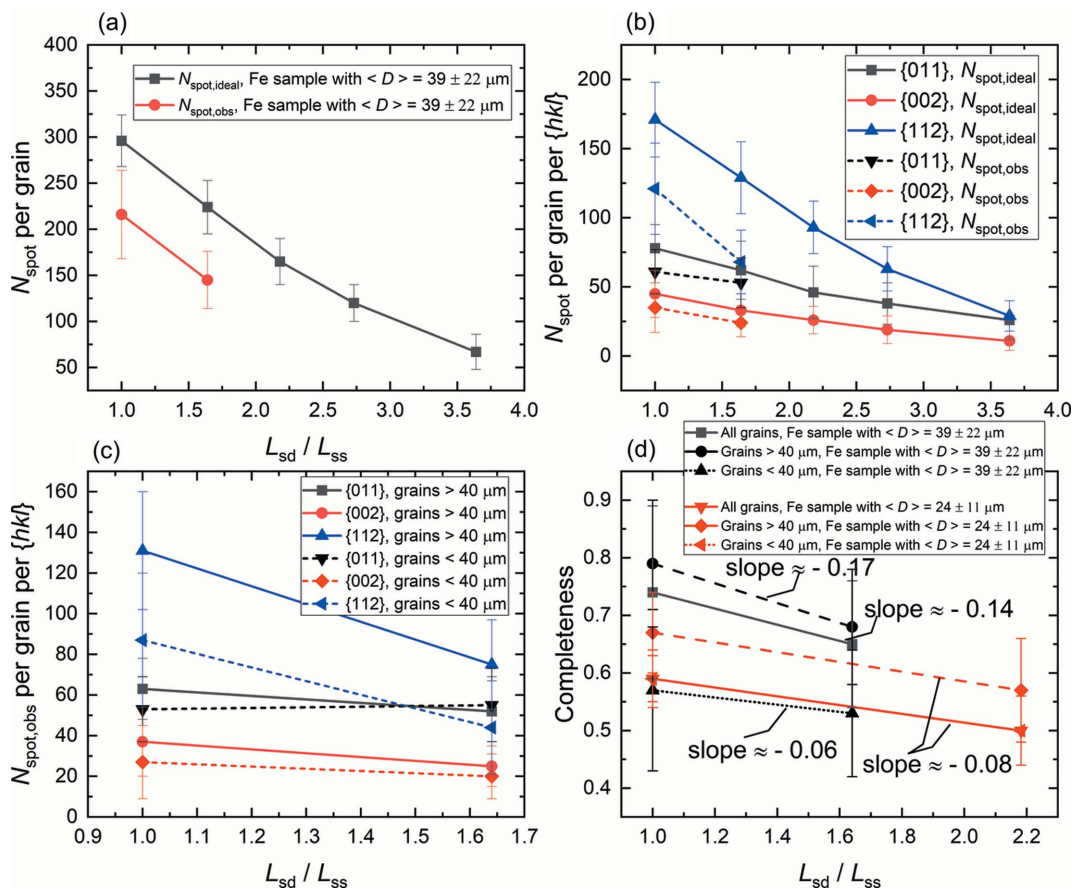 (a)
400
350
300
250
200
150
100
50
N_spot per grain
N_spot,ideal, Fe sample with < D > = 39 ± 22 μm
N_spot,obs, Fe sample with < D > = 39 ± 22 μm
1.0 1.5 2.0 2.5 3.0 3.5 4.0
L_sd / L_ss
(b)
200
150
100
50
0
N_spot per grain per {hkl}
{011}, N_spot,ideal
{002}, N_spot,ideal
{112}, N_spot,ideal
{011}, N_spot,obs
{002}, N_spot,obs
{112}, N_spot,obs
1.0 1.5 2.0 2.5 3.0 3.5 4.0
L_sd / L_ss
(c)
160
140
120
100
80
60
40
20
0
N_spot,obs per grain per {hkl}
{011}, grains > 40 μm
{002}, grains > 40 μm
{112}, grains > 40 μm
{011}, grains < 40 μm
{002}, grains < 40 μm
{112}, grains < 40 μm
0.9 1.0 1.1 1.2 1.3 1.4 1.5 1.6 1.7
L_sd / L_ss
(d)
All grains, Fe sample with < D > = 39 ± 22 μm
Grains > 40 μm, Fe sample with < D > = 39 ± 22 μm
Grains < 40 μm, Fe sample with < D > = 39 ± 22 μm
All grains, Fe sample with < D > = 24 ± 11 μm
Grains > 40 μm, Fe sample with < D > = 24 ± 11 μm
Grains < 40 μm, Fe sample with < D > = 24 ± 11 μm
0.9
0.8
0.7
0.6
0.5
0.4
Completeness
slope ≈ - 0.17
slope ≈ - 0.14
slope ≈ - 0.06
slope ≈ - 0.08
1.0 1.2 1.4 1.6 1.8 2.0 2.2
L_sd / L_ss